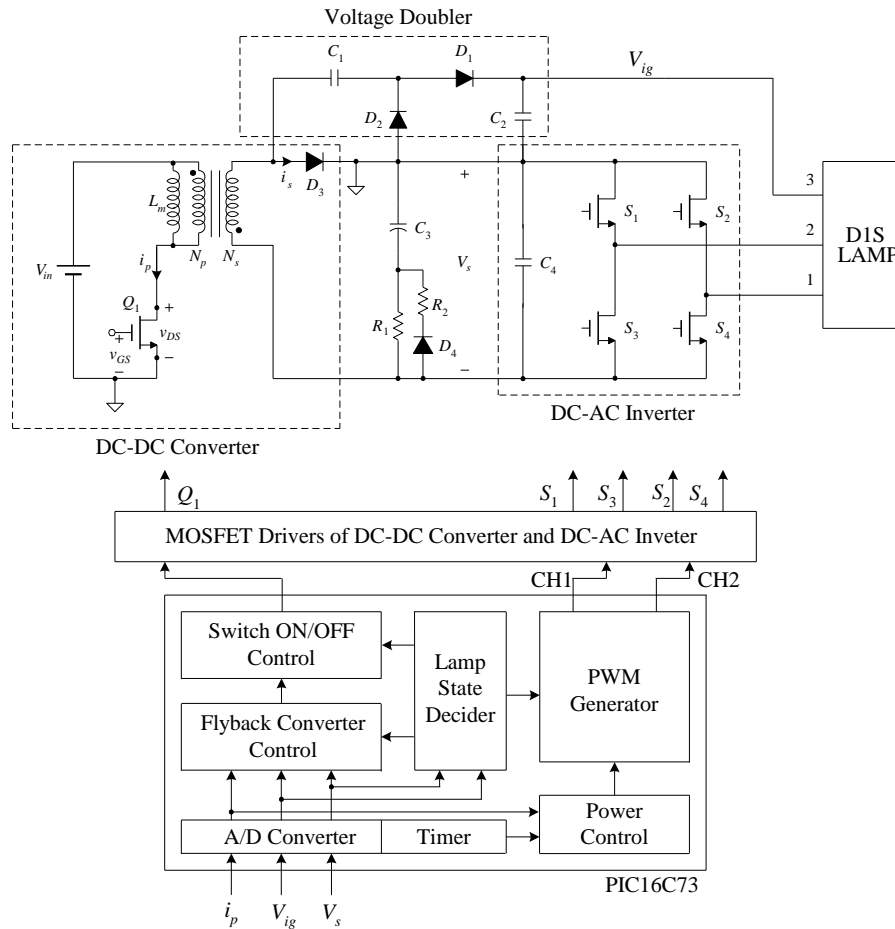 Voltage Doubler
C1
D1
Vig
D2
C2
is
D3
Lm
Np
Ns
ip
Vin
Q1
+
vDS
−
+
vGS
−
+
Vs
−
C3
R1
R2
D4
C4
S1
S2
S3
S4
3
2
1
D1S
LAMP
DC-DC Converter
DC-AC Inverter
Q1
S1
S3
S2
S4
MOSFET Drivers of DC-DC Converter and DC-AC Inveter
CH1
CH2
Switch ON/OFF
Control
Lamp
State
Decider
PWM
Generator
Flyback Converter
Control
A/D Converter
Timer
Power
Control
PIC16C73
ip
Vig
Vs